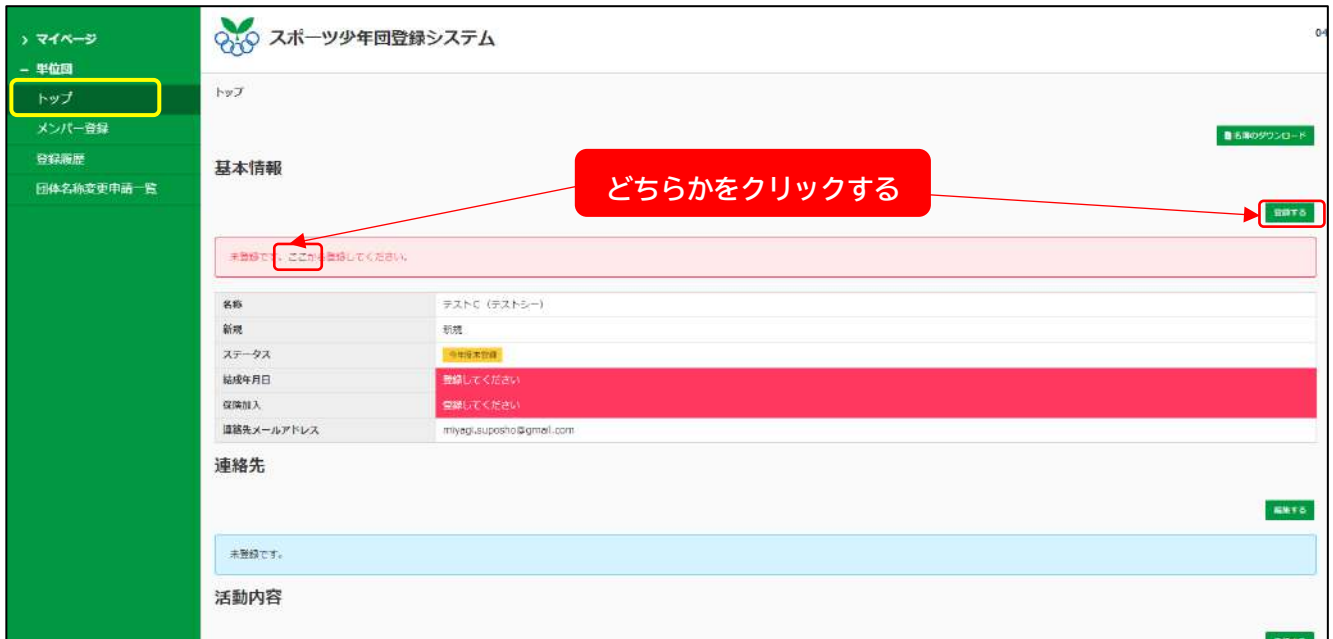 > マイページ
− 単位団
トップ
メンバー登録
登録履歴
団体名称変更申請一覧
スポーツ少年団登録システム
04
トップ
名簿のダウンロード
基本情報
どちらかをクリックする
登録する
未登録です。ここから登録してください。
名称 テストC（テストシー）
新規 新規
ステータス 今年度未登録
結成年月日 登録してください
保険加入 登録してください
連絡先メールアドレス miyagi.suposho@gmail.com
連絡先
編集する
未登録です。
活動内容